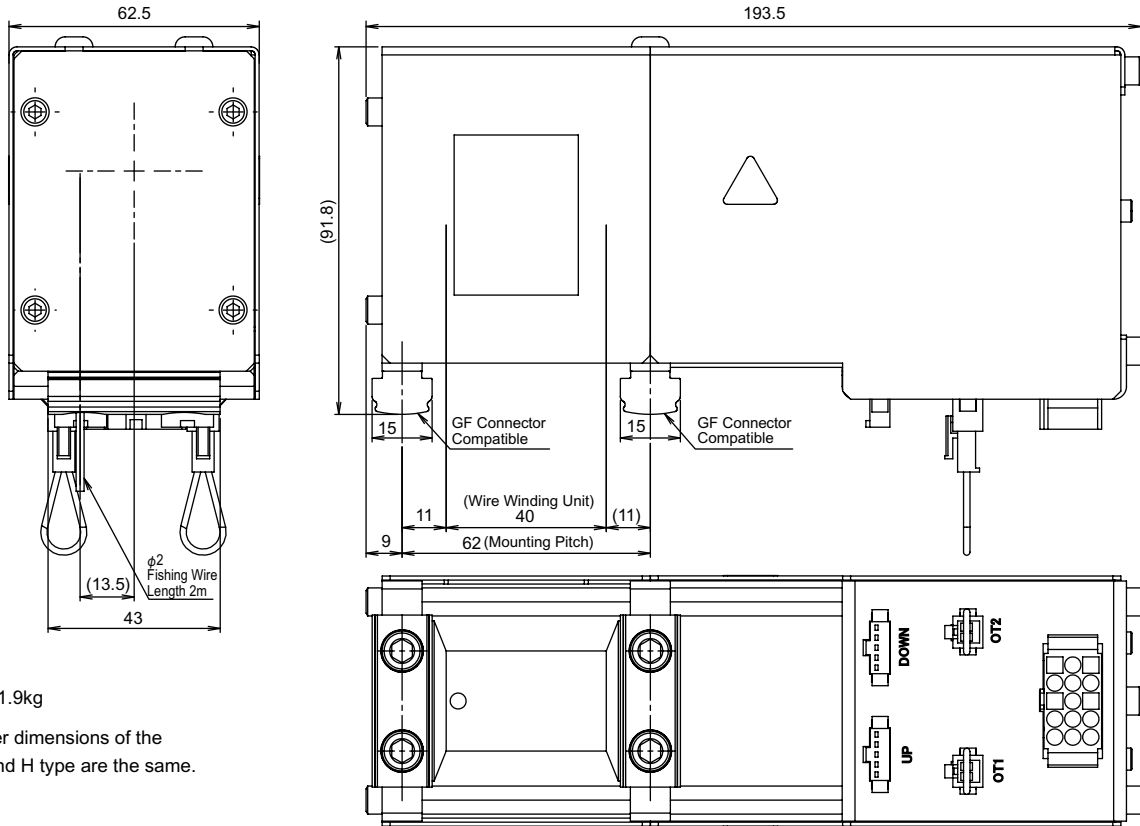 62.5
193.5
(91.8)
15
GF Connector
Compatible
15
GF Connector
Compatible
(Wire Winding Unit)
11
40
(11)
9
62 (Mounting Pitch)
φ2
Fishing Wire
Length 2m
(13.5)
43
DOWN
OT2
UP
OT1
1.9kg
er dimensions of the
nd H type are the same.